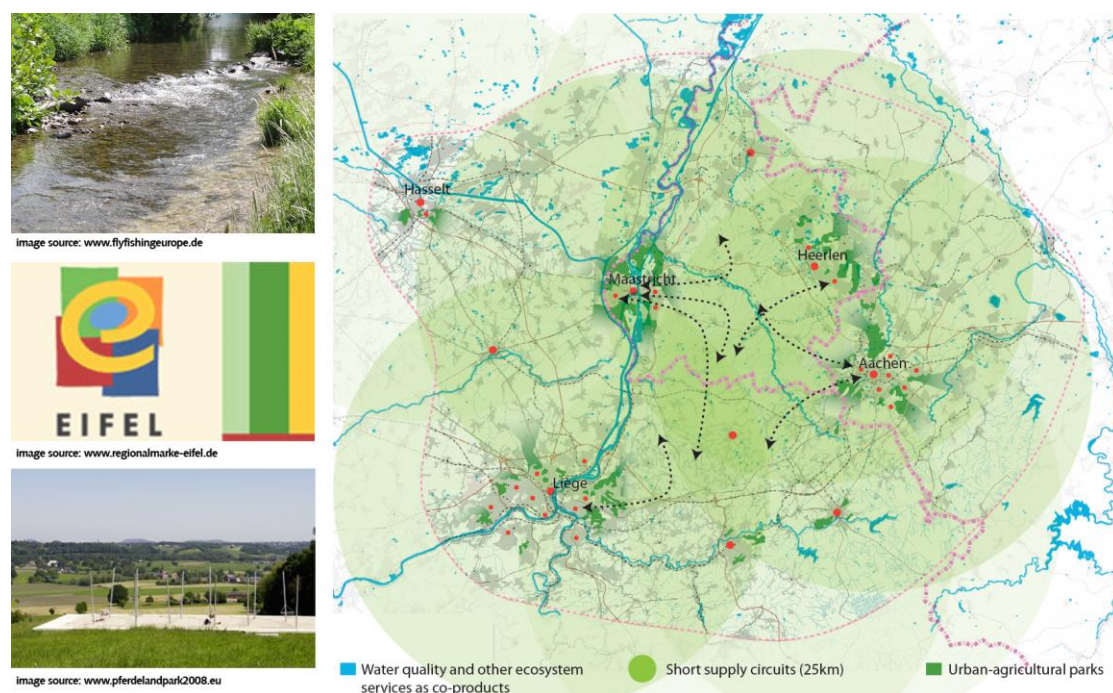 image source: www.flyfishingeurope.de
EIFEL
image source: www.regionalmarke-eifel.de
image source: www.pferdelandpark2008.eu
Hasselt
Maastricht
Heerlen
Aachen
Liege
Water quality and other ecosystem
services as co-products
Short supply circuits (25km)
Urban-agricultural parks